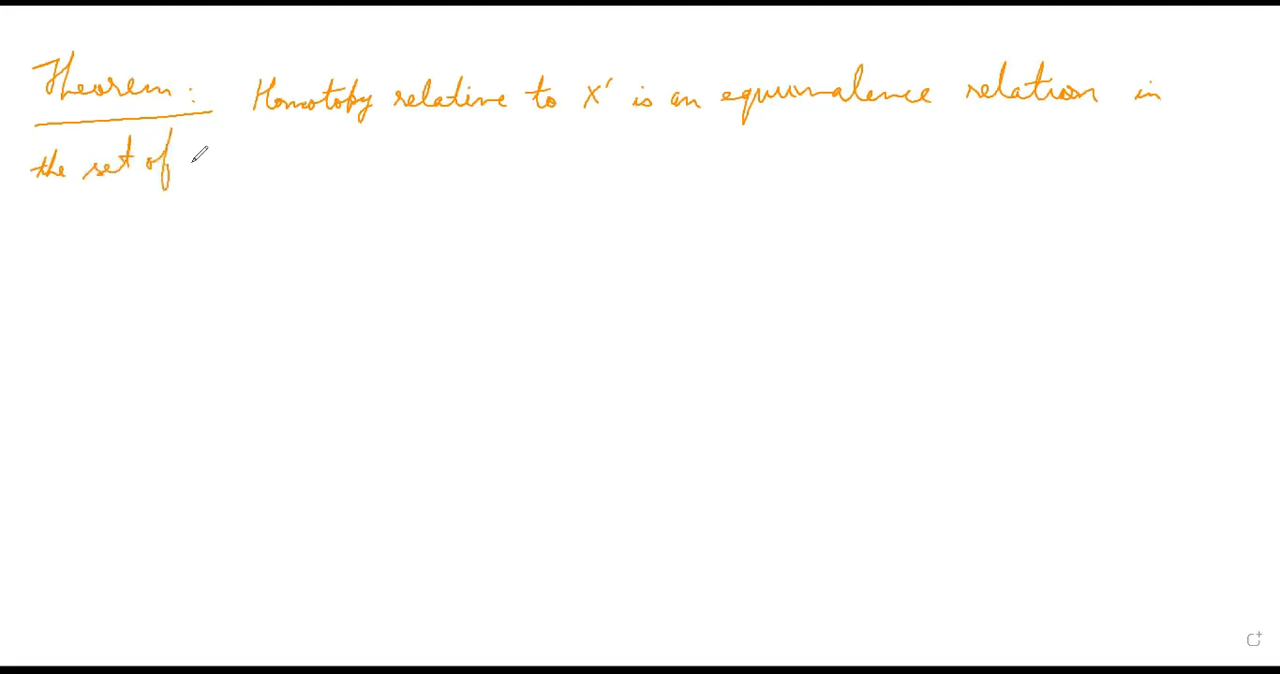 Theorem: Homotopy relative to X' is an equivalence relation in
the set of